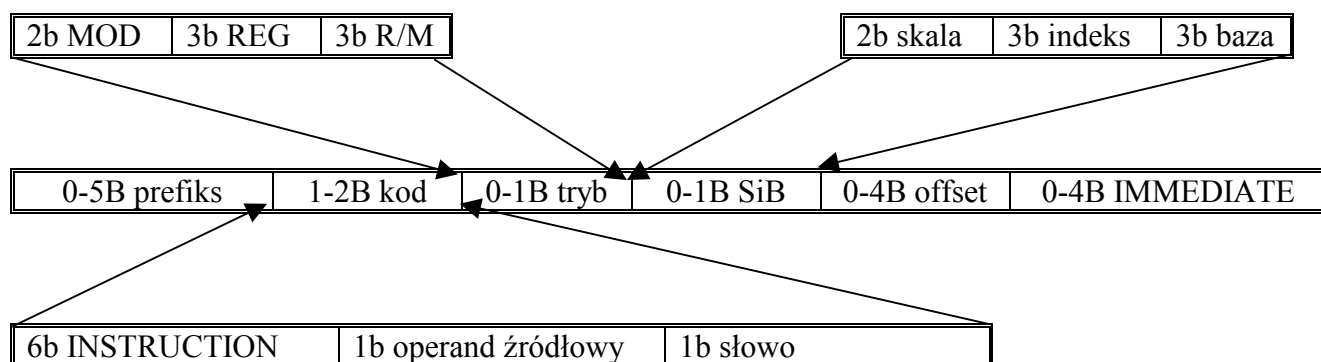 2b MOD 3b REG 3b R/M 2b skala 3b indeks 3b baza
0-5B prefiks 1-2B kod 0-1B tryb 0-1B SiB 0-4B offset 0-4B IMMEDIATE
6b INSTRUCTION 1b operand źródłowy 1b słowo